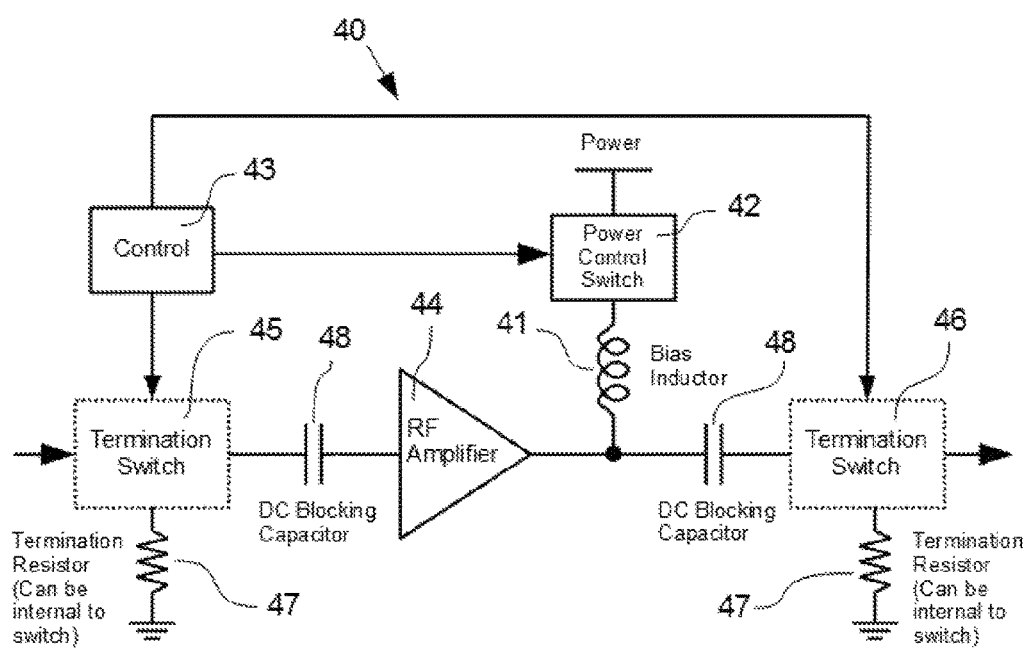 40
Power
43
42
Control
Power
Control
Switch
45
48
44
41
Bias
Inductor
48
46
Termination
Switch
RF
Amplifier
Termination
Switch
DC Blocking
Capacitor
DC Blocking
Capacitor
Termination
Resistor
(Can be
internal to
switch)
47
47
Termination
Resistor
(Can be
internal to
switch)